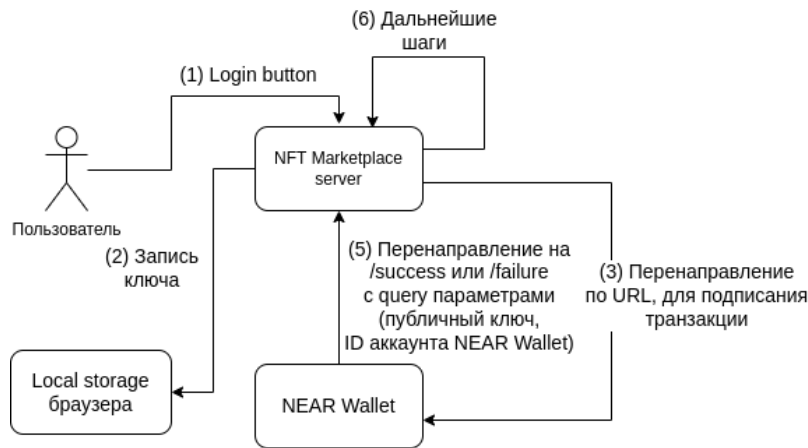 (6) Дальнейшие
шаги
(1) Login button
NFT Marketplace
server
Пользователь
(2) Запись
ключа
(5) Перенаправление на
/success или /failure
с query параметрами
(публичный ключ,
ID аккаунта NEAR Wallet)
(3) Перенаправление
по URL, для подписания
транзакции
Local storage
браузера
NEAR Wallet